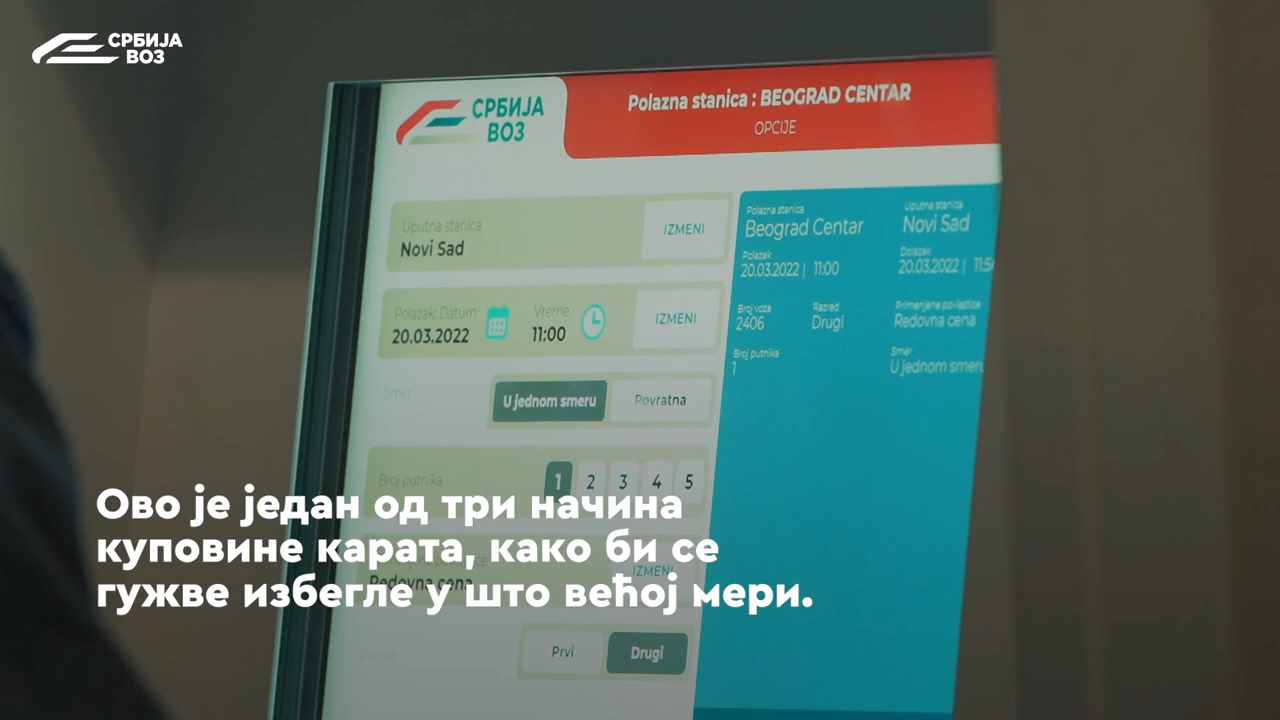 СРБИЈА
ВОЗ
СРБИЈА
ВОЗ
Polazna stanica : BEOGRAD CENTAR
OPCIJE
Uputna stanica
Novi Sad
IZMENI
Polazak: Datum
20.03.2022
Vreme
11:00
IZMENI
Smer
U jednom smeru
Povratna
Broj putnika
1 2 3 4 5
Redovna cena
IZMENI
Razred
Prvi
Drugi
Polazna stanica
Beograd Centar
Uputna stanica
Novi Sad
Polazak
20.03.2022 | 11:00
Dolazak
20.03.2022 |
Broj voza
2406
Razred
Drugi
Primenjene povlastice
Redovna cena
Broj putnika
1
Smer
U jednom smeru
Ово је један од три начина
куповине карата, како би се
гужве избегле у што већој мери.